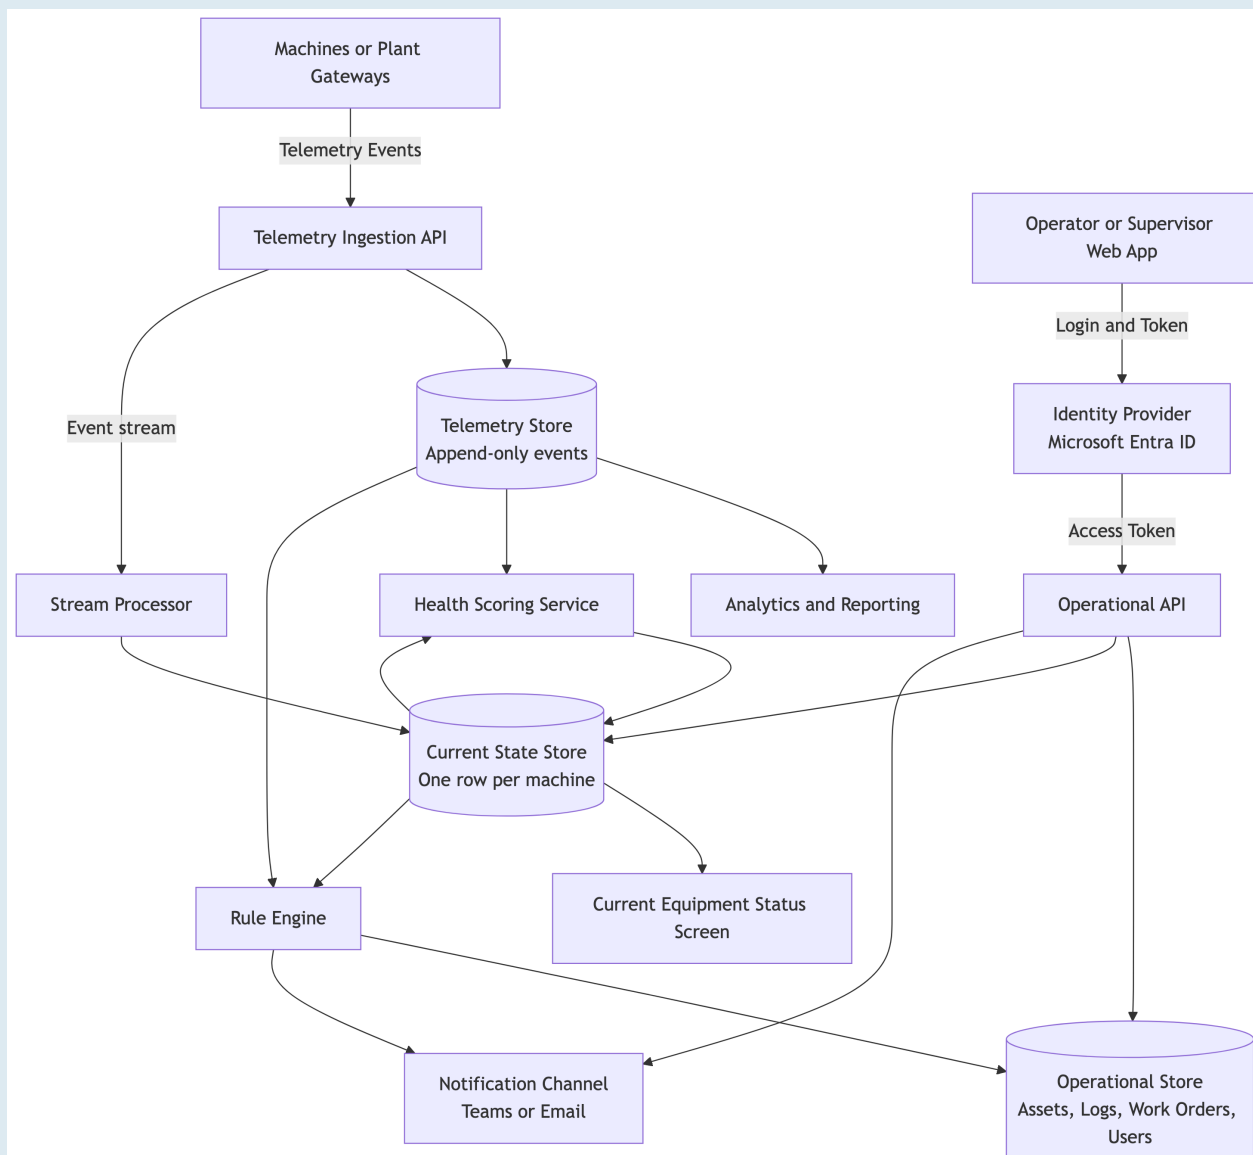 Machines or Plant
Gateways
Telemetry Events
Telemetry Ingestion API
Operator or Supervisor
Web App
Login and Token
Identity Provider
Microsoft Entra ID
Telemetry Store
Append-only events
Event stream
Access Token
Stream Processor
Health Scoring Service
Analytics and Reporting
Operational API
Current State Store
One row per machine
Rule Engine
Current Equipment Status
Screen
Notification Channel
Teams or Email
Operational Store
Assets, Logs, Work Orders,
Users